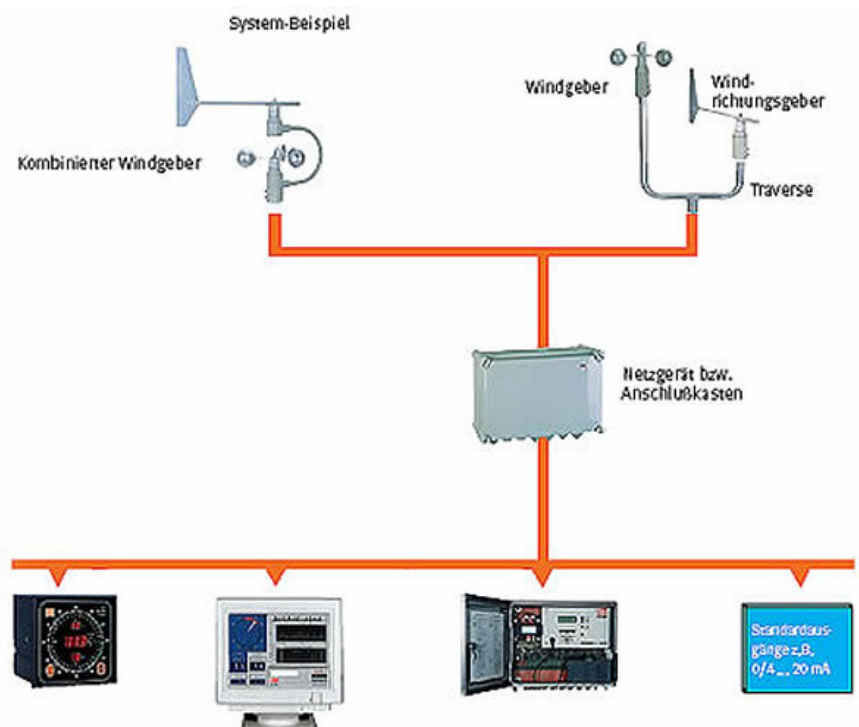 System-Beispiel
Windgeber
Wind-
richtungsgeber
Kombinierter Windgeber
Traverse
Netzgerät bzw.
Anschlußkasten
Standardaus-
gänge z.B.
0/4 ... 20 mA